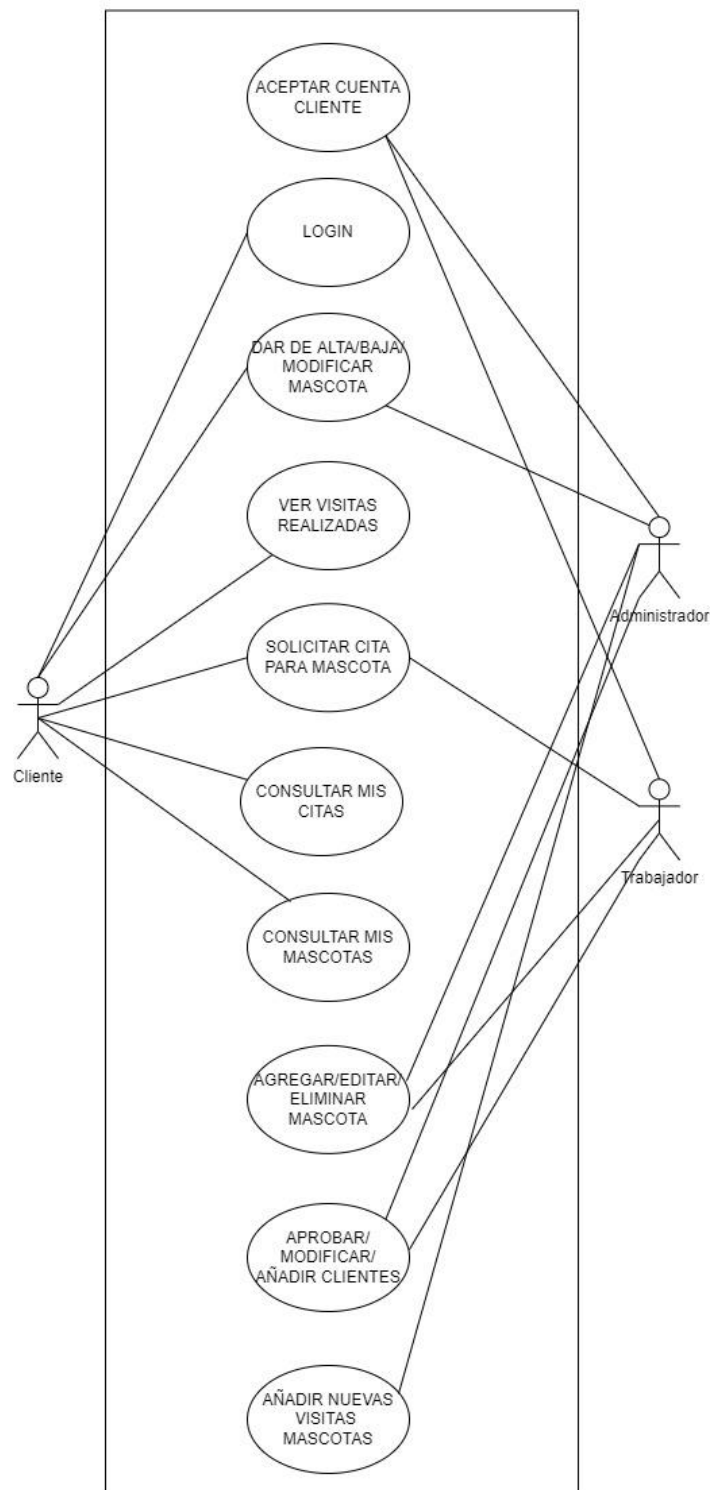 ACEPTAR CUENTA
CLIENTE
LOGIN
DAR DE ALTA/BAJA/
MODIFICAR
MASCOTA
VER VISITAS
REALIZADAS
Administrador
SOLICITAR CITA
PARA MASCOTA
Cliente
CONSULTAR MIS
CITAS
Trabajador
CONSULTAR MIS
MASCOTAS
AGREGAR/EDITAR/
ELIMINAR
MASCOTA
APROBAR/
MODIFICAR/
AÑADIR CLIENTES
AÑADIR NUEVAS
VISITAS
MASCOTAS